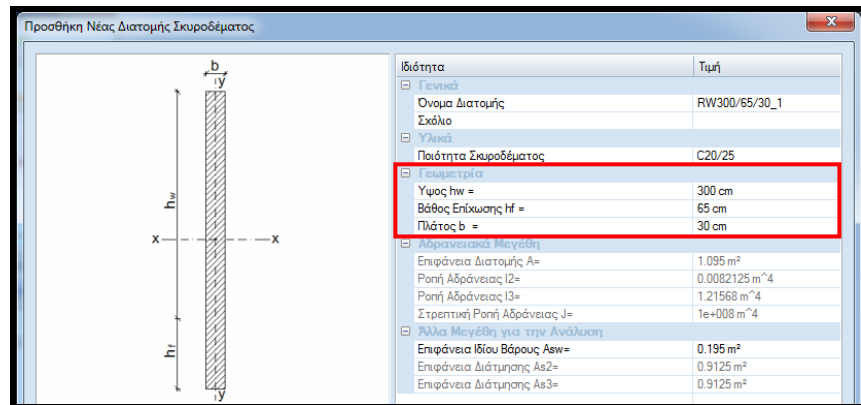 Προσθήκη Νέας Διατομής Σκυροδέματος
x
b
y
hw
x
x
hf
y
Ιδιότητα Τιμή
Γενικά
Όνομα Διατομής RW300/65/30_1
Σχόλιο
Υλικά
Ποιότητα Σκυροδέματος C20/25
Γεωμετρία
Υψος hw = 300 cm
Βάθος Επίχωσης hf = 65 cm
Πλάτος b = 30 cm
Αδρανειακά Μεγέθη
Επιφάνεια Διατομής A= 1.095 m²
Ροπή Αδράνειας I2= 0.0082125 m^4
Ροπή Αδράνειας I3= 1.21568 m^4
Στρεπτική Ροπή Αδράνειας J= 1e+008 m^4
Άλλα Μεγέθη για την Ανάλυση
Επιφάνεια Ιδίου Βάρους Asw= 0.195 m²
Επιφάνεια Διάτμησης As2= 0.9125 m²
Επιφάνεια Διάτμησης As3= 0.9125 m²